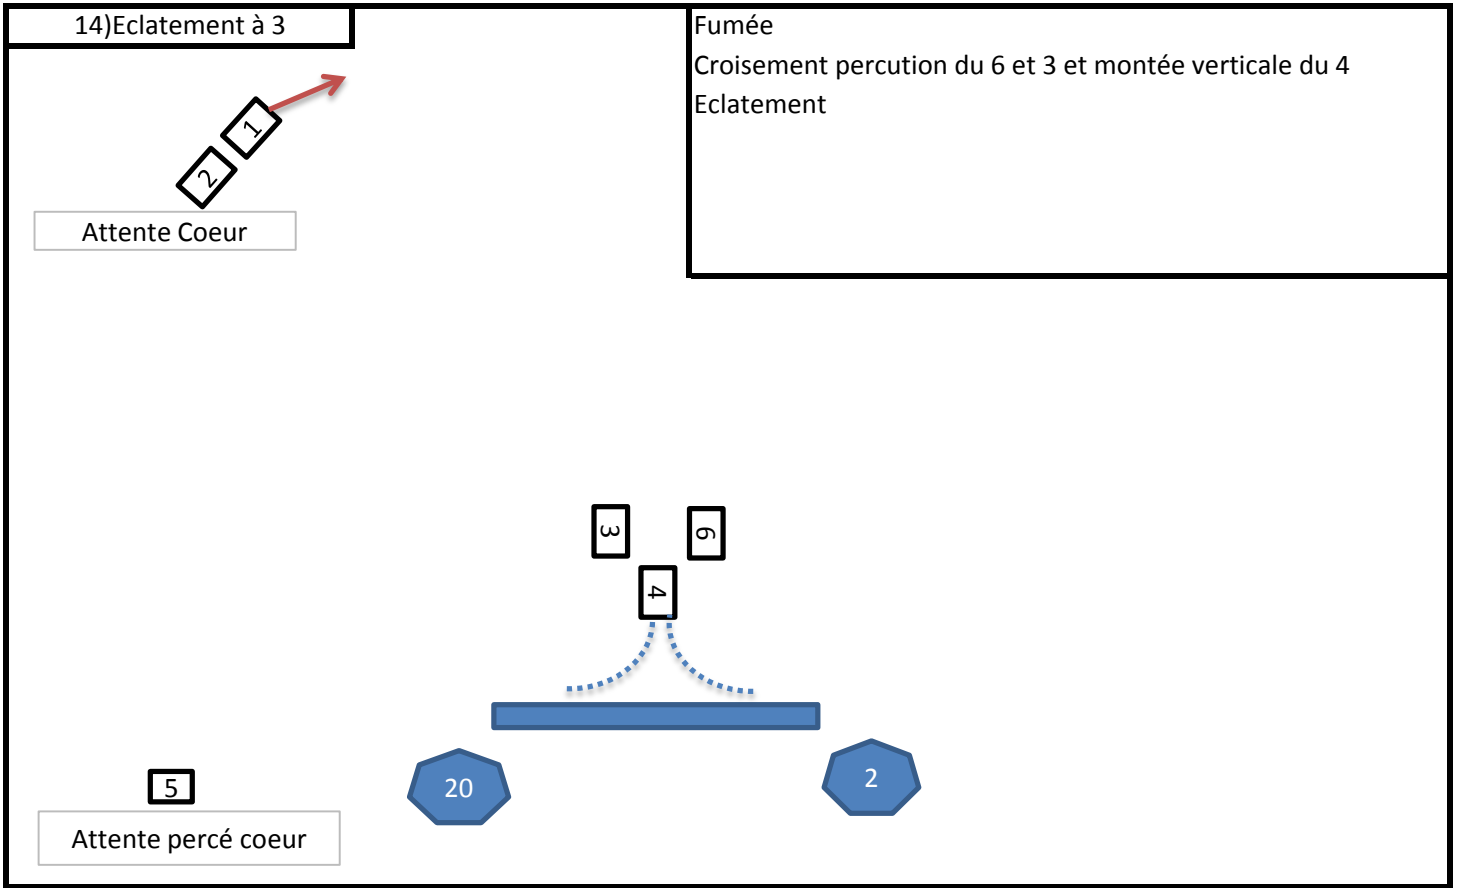 14)Eclatement à 3
Fumée
Croisement percution du 6 et 3 et montée verticale du 4
Eclatement
1
2
Attente Coeur
3
6
4
5
20
2
Attente percé coeur